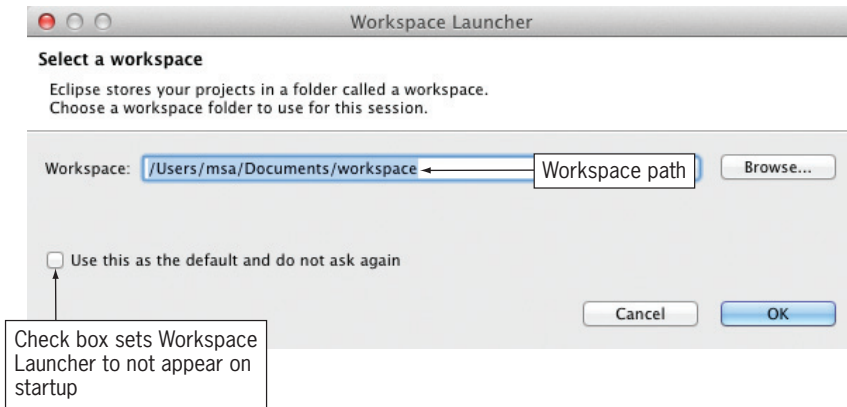 Workspace Launcher
Select a workspace
Eclipse stores your projects in a folder called a workspace.
Choose a workspace folder to use for this session.
Workspace: /Users/msa/Documents/workspace Workspace path Browse...
Use this as the default and do not ask again
Cancel OK
Check box sets Workspace
Launcher to not appear on
startup